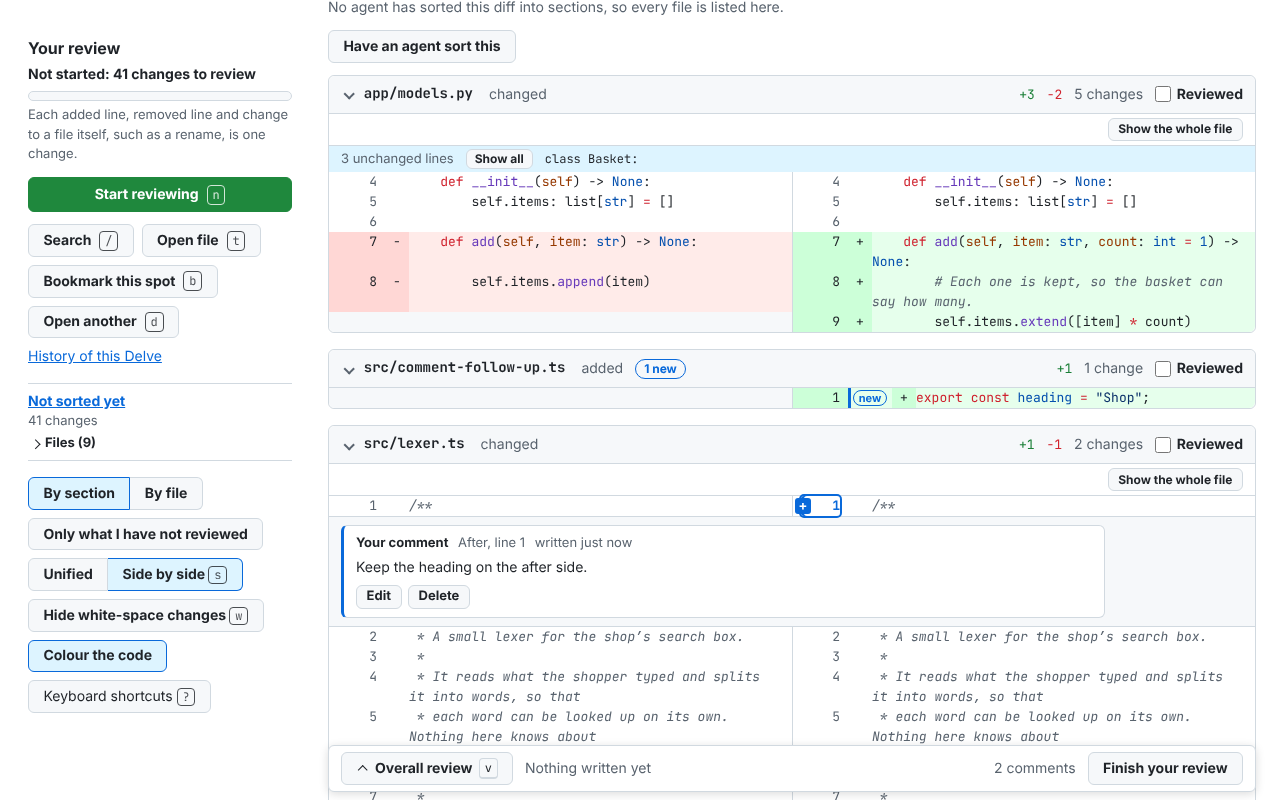 No agent has sorted this diff into sections, so every file is listed here.
Have an agent sort this
Your review
Not started: 41 changes to review
Each added line, removed line and change
to a file itself, such as a rename, is one
change.
Start reviewing n
Search / Open file t
Bookmark this spot b
Open another d
History of this Delve
Not sorted yet
41 changes
Files (9)
By section By file
Only what I have not reviewed
Unified Side by side s
Hide white-space changes w
Colour the code
Keyboard shortcuts ?
app/models.py changed +3 -2 5 changes Reviewed
Show the whole file
3 unchanged lines Show all class Basket:
4 def __init__(self) -> None: 4 def __init__(self) -> None:
5 self.items: list[str] = [] 5 self.items: list[str] = []
6 6
7 - def add(self, item: str) -> None: 7 + def add(self, item: str, count: int = 1) ->
None:
8 - self.items.append(item) 8 + # Each one is kept, so the basket can
say how many.
9 + self.items.extend([item] * count)
src/comment-follow-up.ts added 1 new +1 1 change Reviewed
1 new + export const heading = "Shop";
src/lexer.ts changed +1 -1 2 changes Reviewed
Show the whole file
1 /** + 1 /**
Your comment After, line 1 written just now
Keep the heading on the after side.
Edit Delete
2 * A small lexer for the shop’s search box. 2 * A small lexer for the shop’s search box.
3 * 3 *
4 * It reads what the shopper typed and splits 4 * It reads what the shopper typed and splits
it into words, so that it into words, so that
5 * each word can be looked up on its own. 5 * each word can be looked up on its own.
Nothing here knows about Nothing here knows about
Overall review v Nothing written yet 2 comments Finish your review
7 * 7 *